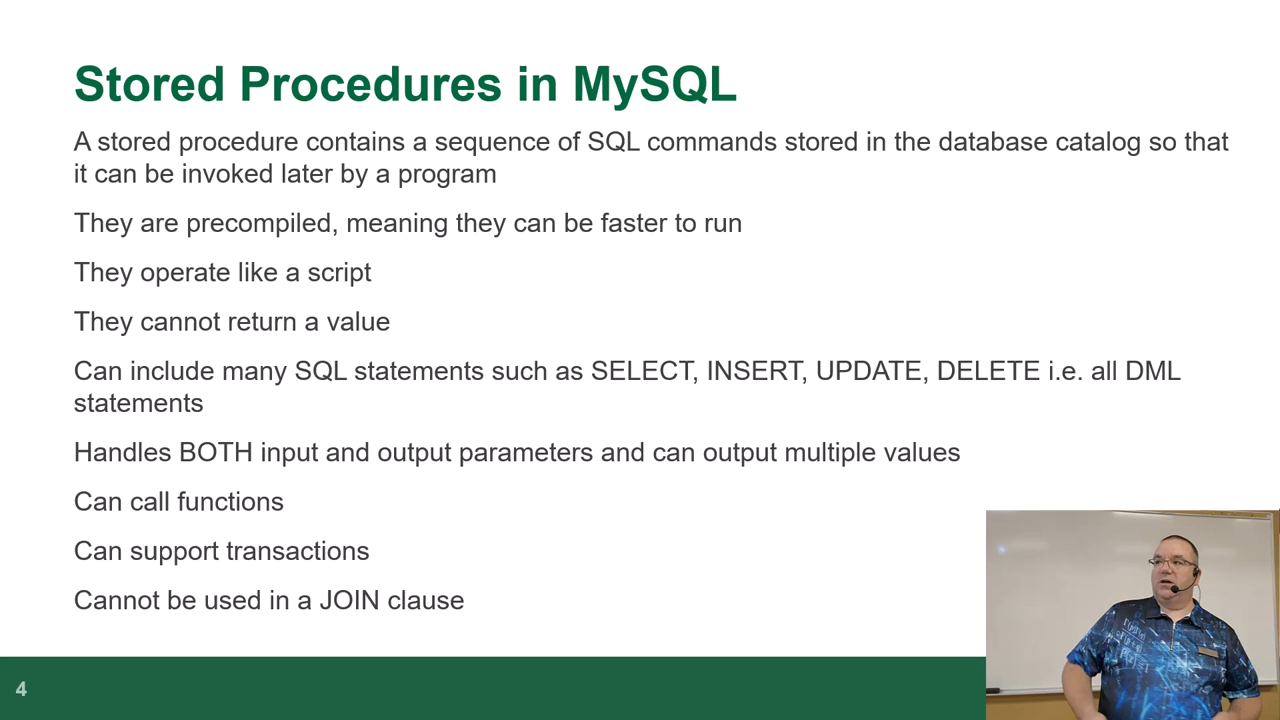 Stored Procedures in MySQL
A stored procedure contains a sequence of SQL commands stored in the database catalog so that
it can be invoked later by a program
They are precompiled, meaning they can be faster to run
They operate like a script
They cannot return a value
Can include many SQL statements such as SELECT, INSERT, UPDATE, DELETE i.e. all DML
statements
Handles BOTH input and output parameters and can output multiple values
Can call functions
Can support transactions
Cannot be used in a JOIN clause
4